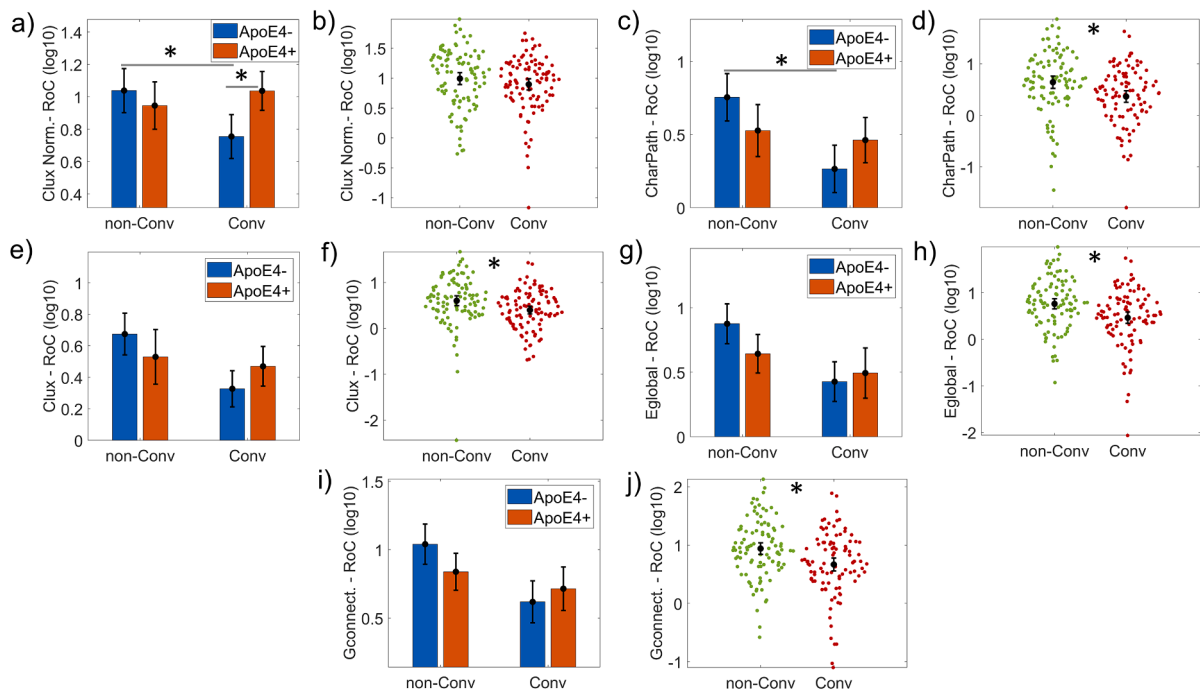 a)
Clux Norm.- RoC (log10)
1.4
1.2
1
0.8
0.6
0.4
*
*
ApoE4-
ApoE4+
non-Conv
Conv
b)
Clux Norm.- RoC (log10)
1.5
1
0.5
0
-0.5
-1
non-Conv
Conv
c)
CharPath - RoC (log10)
1
0.5
0
*
ApoE4-
ApoE4+
non-Conv
Conv
d)
CharPath - RoC (log10)
1
0
-1
*
non-Conv
Conv
e)
Clux - RoC (log10)
1
0.8
0.6
0.4
0.2
0
ApoE4-
ApoE4+
non-Conv
Conv
f)
Clux - RoC (log10)
1
0
-1
-2
*
non-Conv
Conv
g)
Eglobal - RoC (log10)
1
0.5
0
ApoE4-
ApoE4+
non-Conv
Conv
h)
Eglobal - RoC (log10)
1
0
-1
-2
*
non-Conv
Conv
i)
Gconnect. - RoC (log10)
1.5
1
0.5
ApoE4-
ApoE4+
non-Conv
Conv
j)
Gconnect. - RoC (log10)
2
1
0
-1
*
non-Conv
Conv